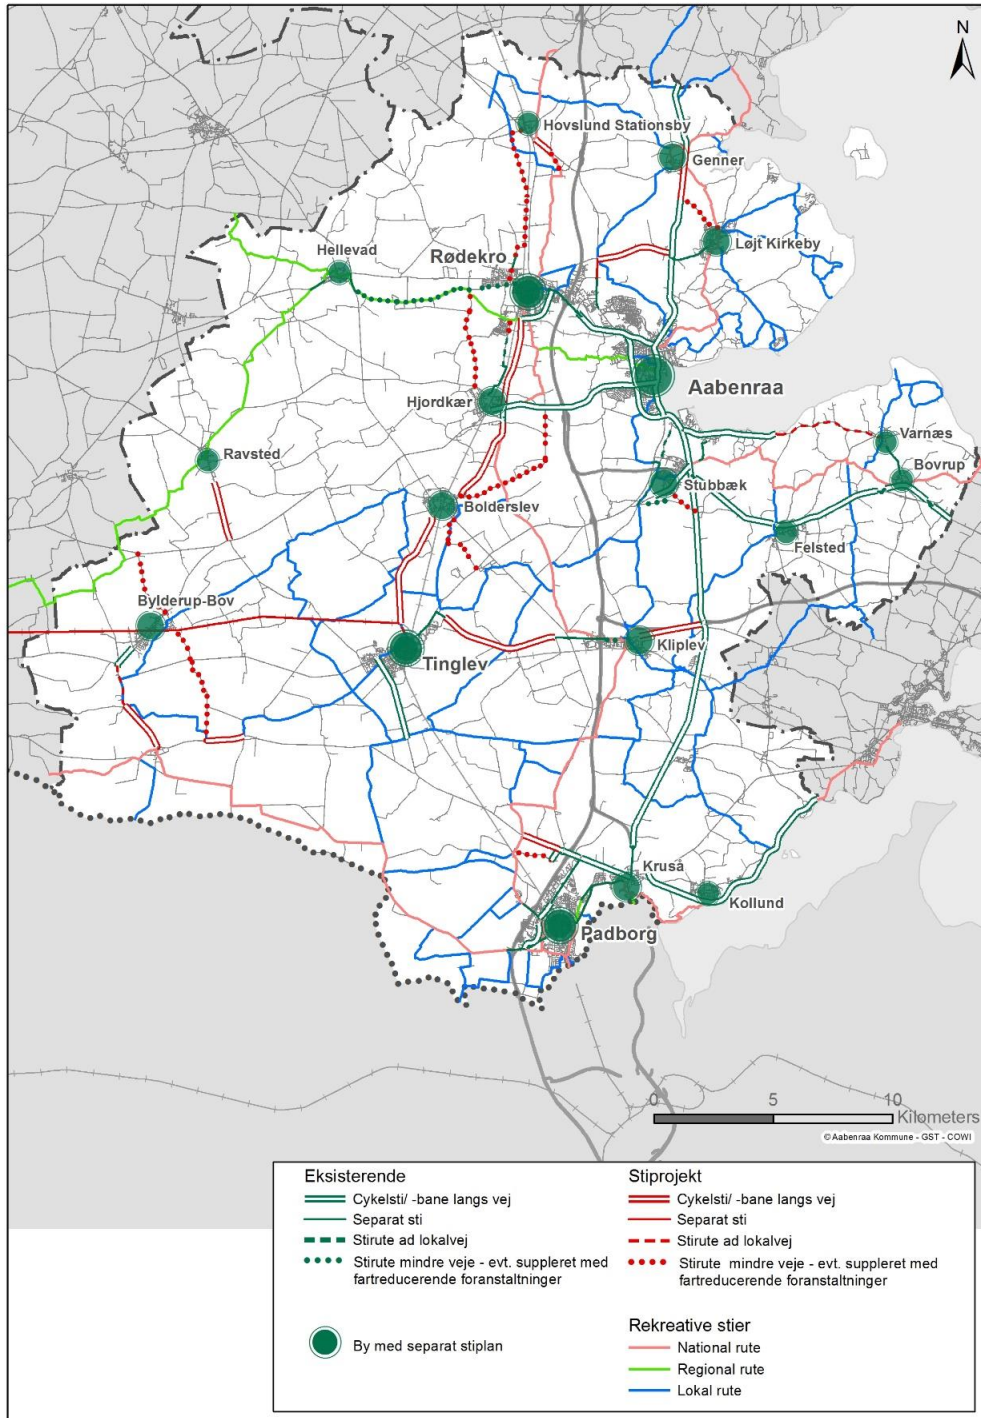 N
Hovslund Stationsby
Genner
Løjt Kirkeby
Hellevad
Rødekro
Aabenraa
Hjordkær
Varnæs
Bovrup
Ravsted
Stubbæk
Bolderslev
Felsted
Bylderup-Bov
Kliplev
Tinglev
Kruså
Kollund
Padborg
0 5 10
Kilometers
©Aabenraa Kommune - GST - COWI
Eksisterende
Cykelsti/ -bane langs vej
Separat sti
Stirute ad lokalvej
Stirute mindre veje - evt. suppleret med
fartreducerende foranstaltninger
By med separat stiplan
Stiprojekt
Cykelsti/ -bane langs vej
Separat sti
Stirute ad lokalvej
Stirute mindre veje - evt. suppleret med
fartreducerende foranstaltninger
Rekreative stier
National rute
Regional rute
Lokal rute